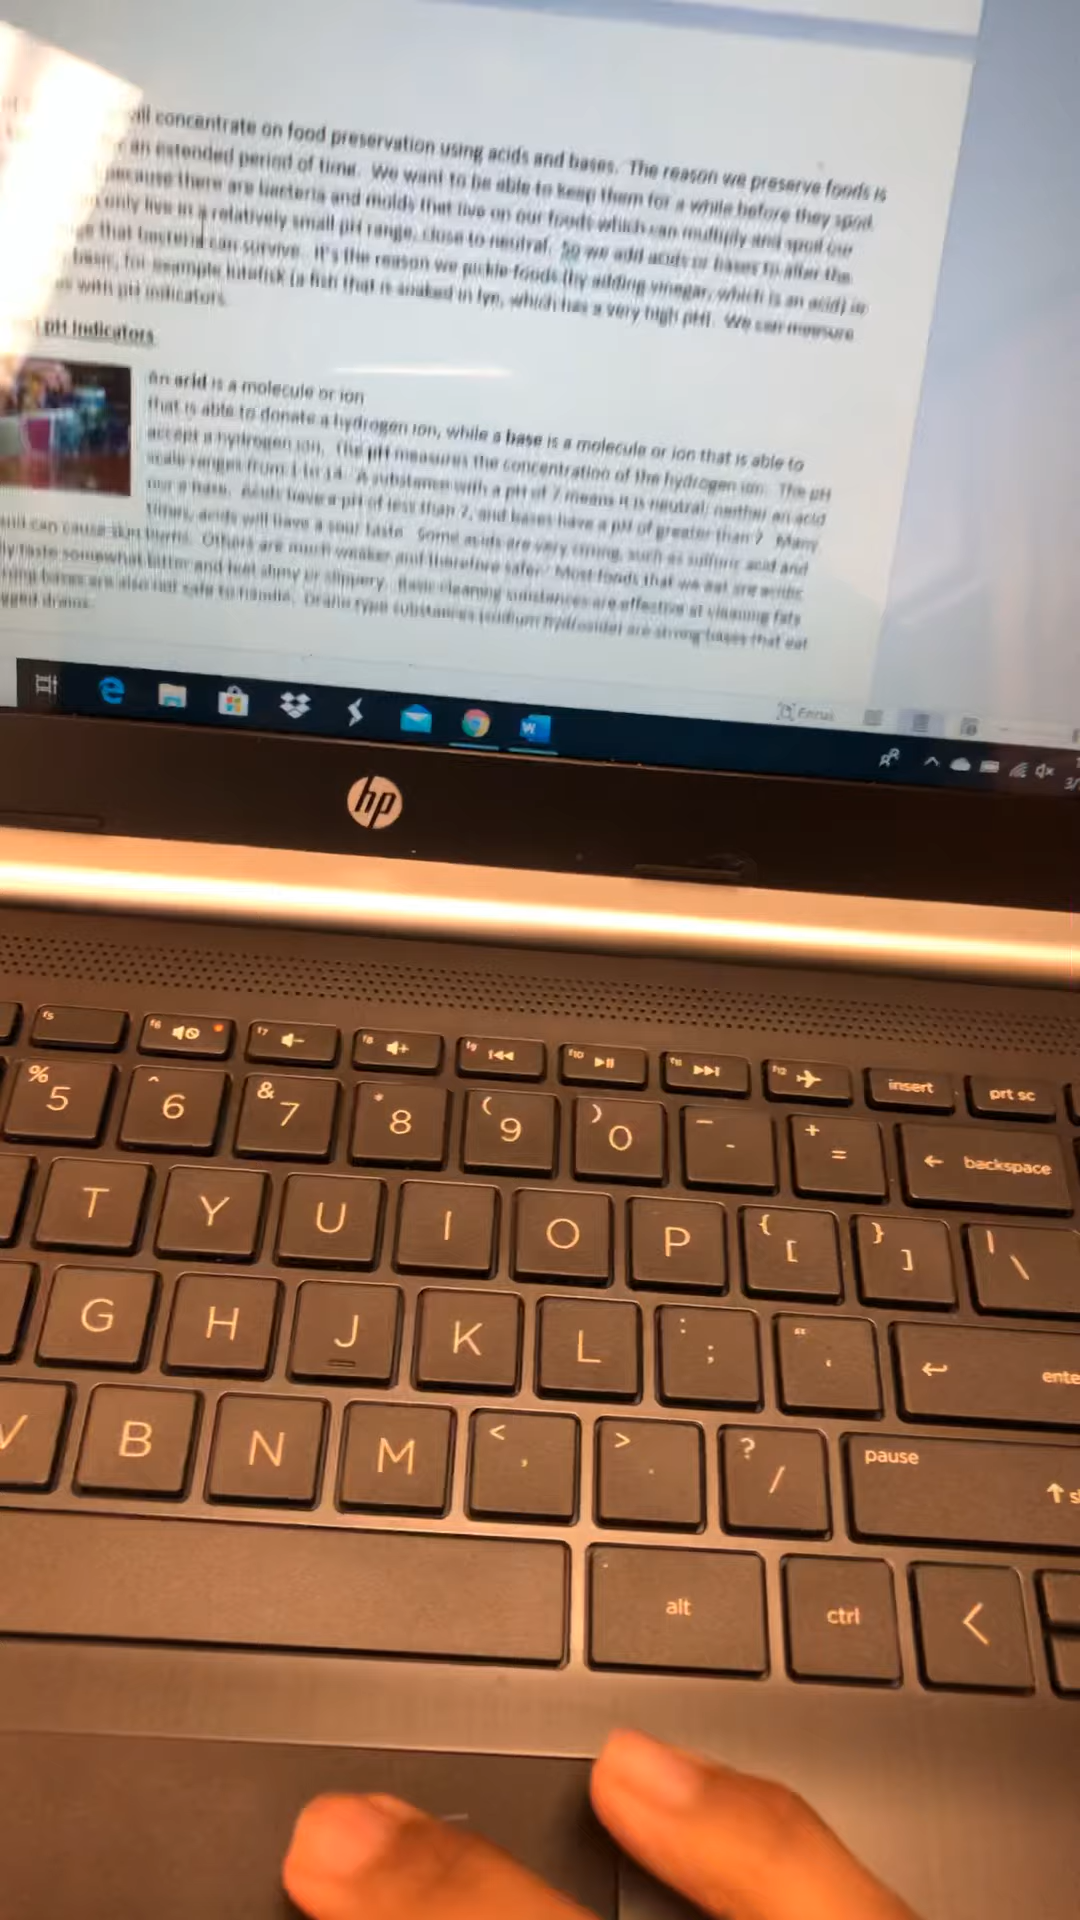 ill concentrate on food preservation using acids and bases. The reason we preserve foods is
an extended period of time. We want to be able to keep them for a while before they spoil.
because there are bacteria and molds that live on our foods which can multiply and spoil our
only live in a relatively small pH range, close to neutral. So we add acids or bases to alter the
that bacteria can survive. It's the reason we pickle foods (by adding vinegar, which is an acid) or
basic, for example lutefisk (a fish that is soaked in lye, which has a very high pH). We can measure
with pH indicators.
pH Indicators
An acid is a molecule or ion
that is able to donate a hydrogen ion, while a base is a molecule or ion that is able to
accept a hydrogen ion. The pH measures the concentration of the hydrogen ion. The pH
scale ranges from 1 to 14. A substance with a pH of 7 means it is neutral: neither an acid
nor a base. Acids have a pH of less than 7, and bases have a pH of greater than 7. Many
times, acids will have a sour taste. Some acids are very strong, such as sulfuric acid and
and can cause skin burns. Others are much weaker and therefore safer. Most foods that we eat are acidic.
taste somewhat bitter and feel slimy or slippery. Basic cleaning substances are effective at cleaning fats
bases are also not safe to handle. Drano type substances (sodium hydroxide) are strong bases that eat
drains.
Focus
hp
f5 f6 f7 f8 f9 f10 f11 f12 insert prt sc
% 5 ^ 6 & 7 * 8 ( 9 ) 0 _ - + = backspace
T Y U I O P { [ } ] | \
G H J K L : ; " ' ente
V B N M < , > . ? / pause
alt ctrl